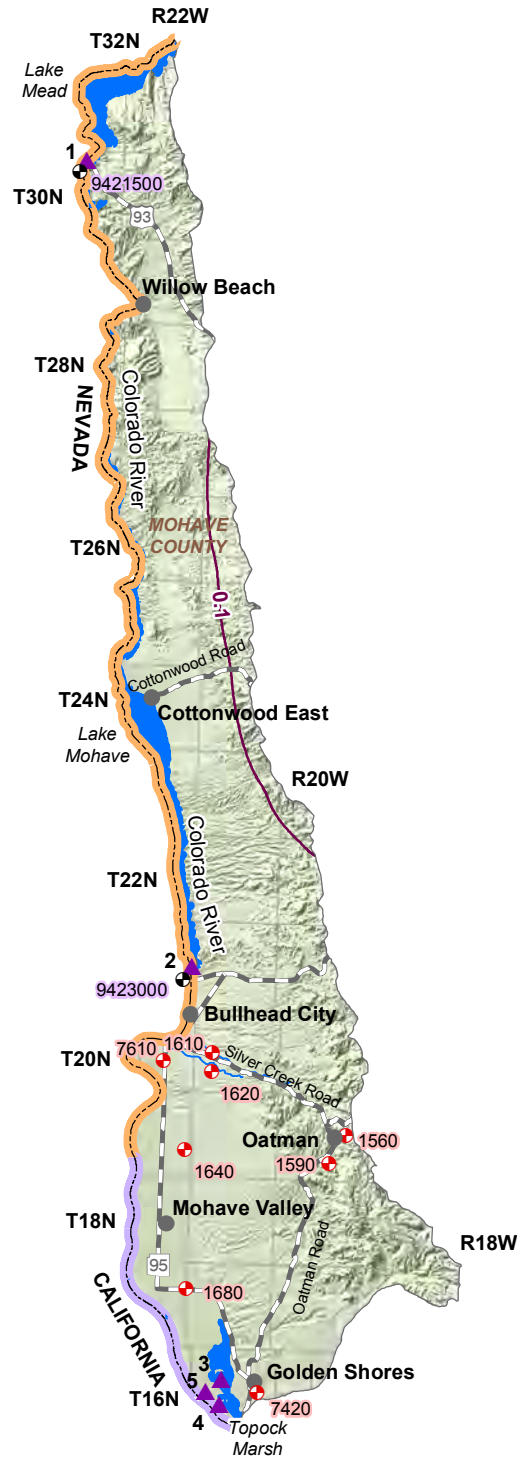 R22W
T32N
Lake
Mead
1
9421500
T30N
93
Willow Beach
T28N
NEVADA
Colorado River
MOHAVE
COUNTY
T26N
0.1
Cottonwood Road
T24N
Cottonwood East
Lake
Mohave
R20W
T22N
Colorado River
2
9423000
Bullhead City
7610
1610
T20N
Silver Creek Road
1620
Oatman
1560
1590
1640
Mohave Valley
T18N
R18W
95
Oatman Road
CALIFORNIA
1680
3
Golden Shores
5
T16N
7420
4
Topock
Marsh